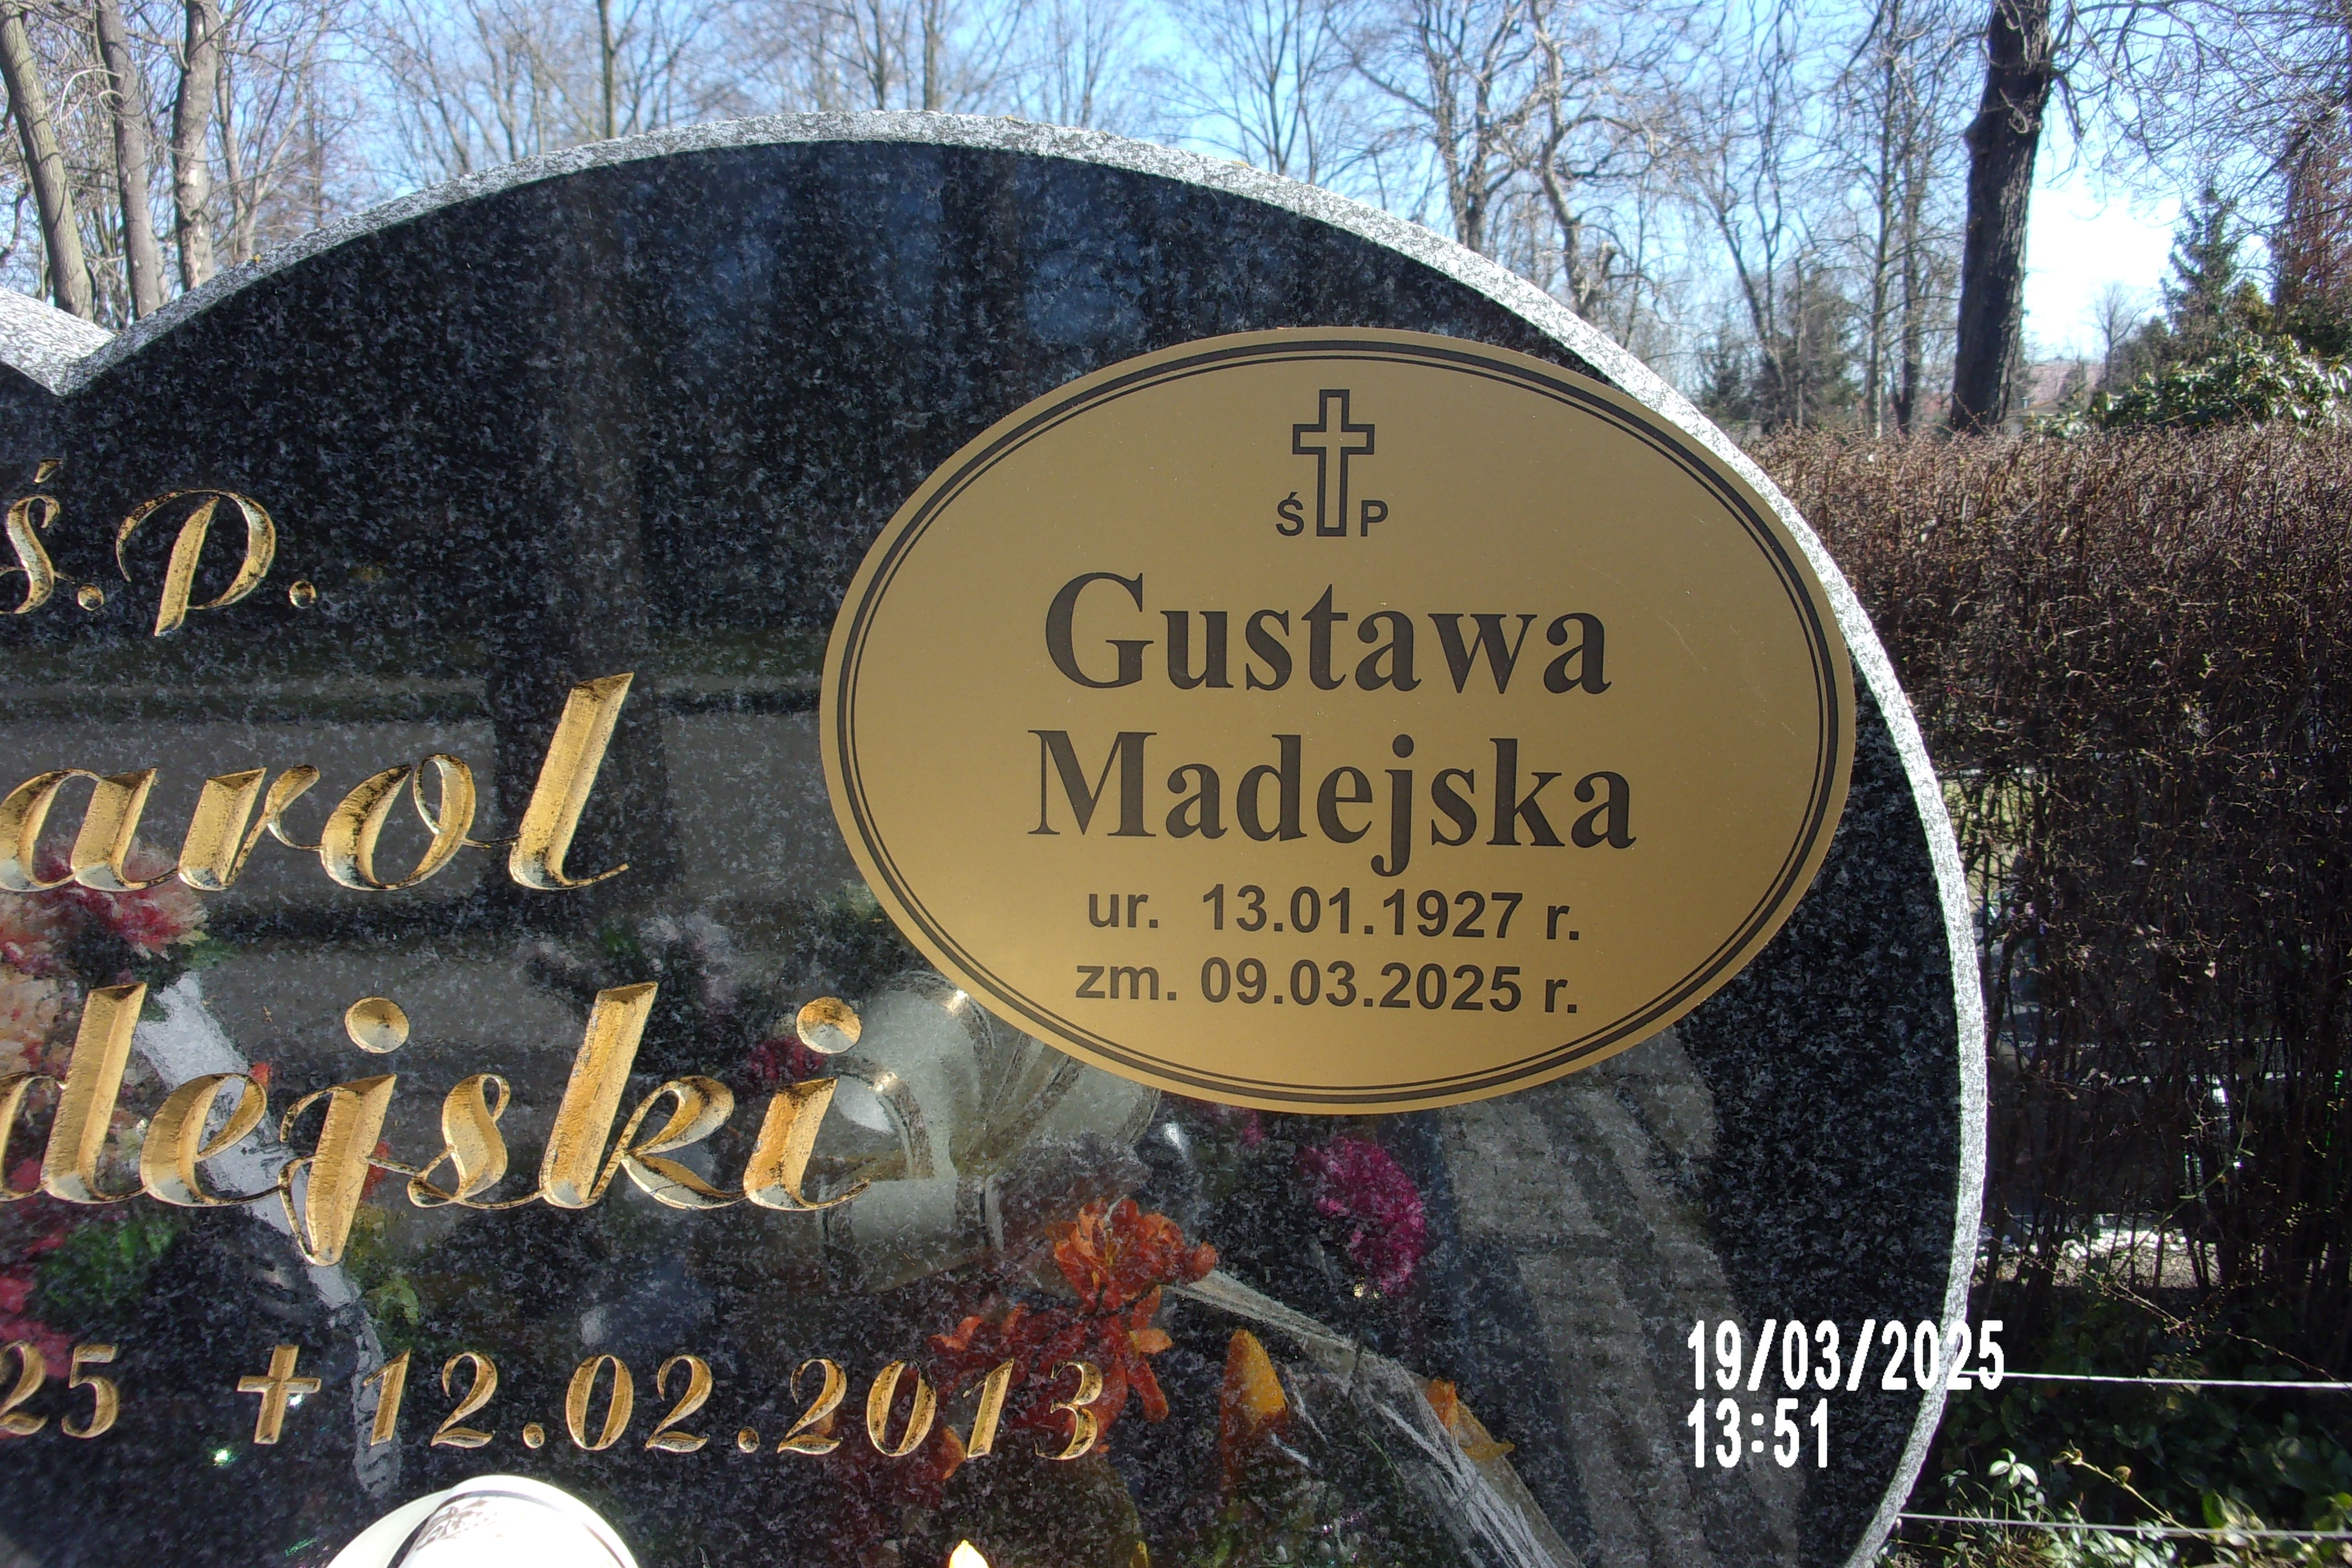 ś.p.
arol
dejski
25 12.02.2013
Ś P
Gustawa
Madejska
ur. 13.01.1927 r.
zm. 09.03.2025 r.
19/03/2025
13:51